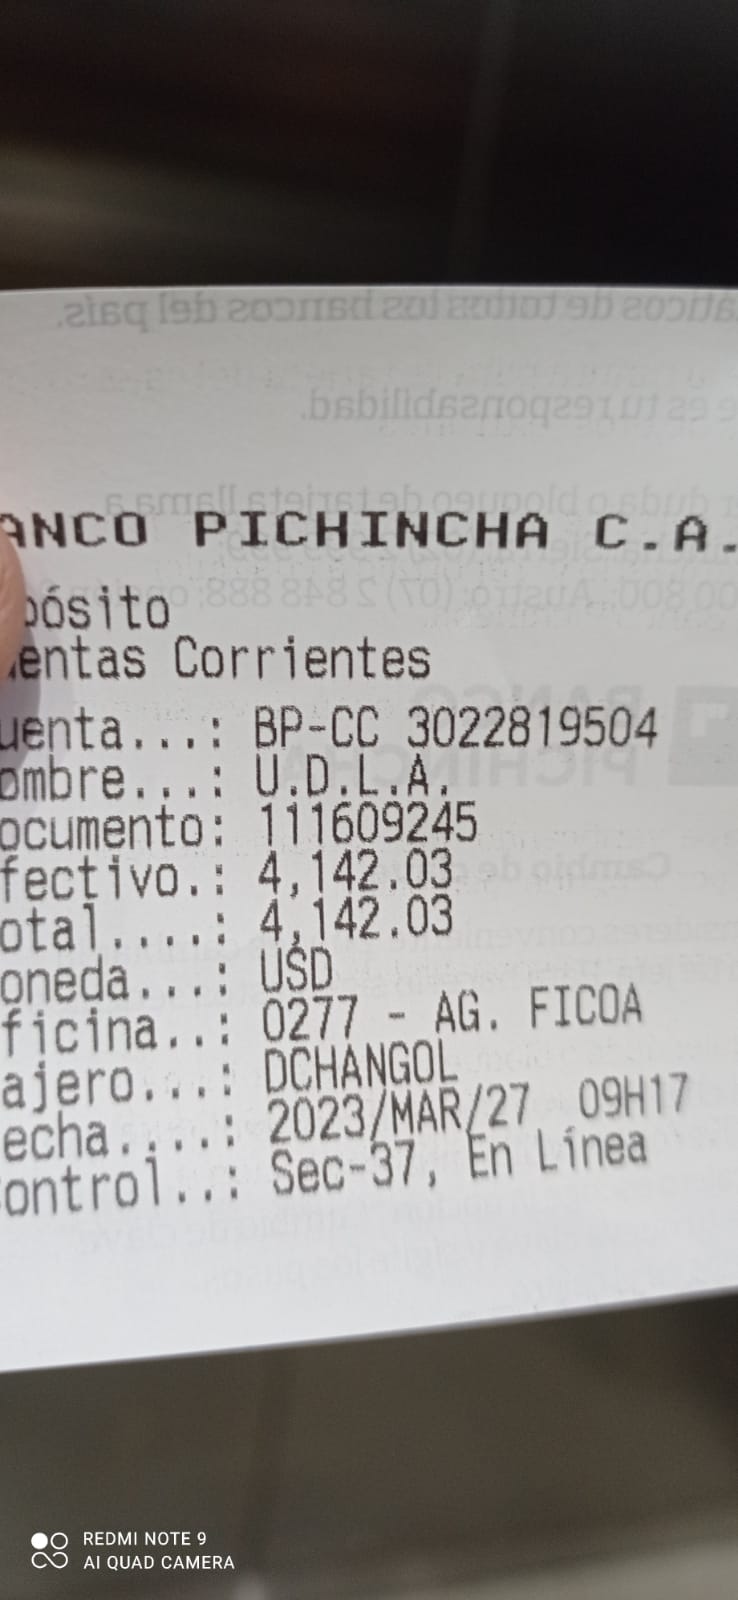 ANCO PICHINCHA C.A.
pósito
entas Corrientes
uenta...: BP-CC 3022819504
ombre...: U.D.L.A.
ocumento: 111609245
fectivo.: 4,142.03
otal....: 4,142.03
oneda...: USD
ficina..: 0277 - AG. FICOA
ajero...: DCHANGOL
echa....: 2023/MAR/27 09H17
ontrol..: Sec-37, En Línea
REDMI NOTE 9
AI QUAD CAMERA